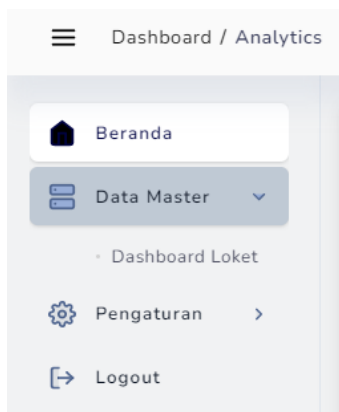 Dashboard / Analytics
Beranda
Data Master
Dashboard Loket
Pengaturan
Logout